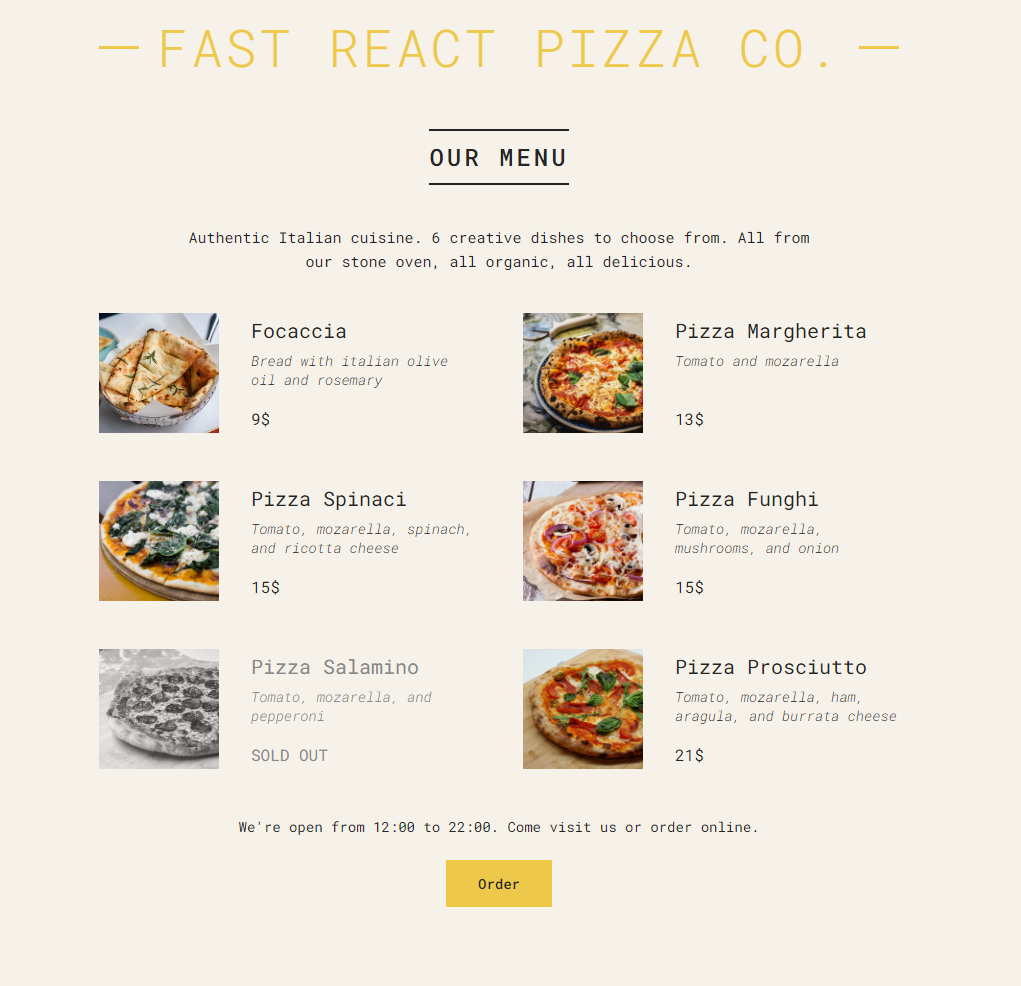 FAST REACT PIZZA CO.
OUR MENU
Authentic Italian cuisine. 6 creative dishes to choose from. All from
our stone oven, all organic, all delicious.
Focaccia
Bread with italian olive
oil and rosemary
9$
Pizza Margherita
Tomato and mozarella
13$
Pizza Spinaci
Tomato, mozarella, spinach,
and ricotta cheese
15$
Pizza Funghi
Tomato, mozarella,
mushrooms, and onion
15$
Pizza Salamino
Tomato, mozarella, and
pepperoni
SOLD OUT
Pizza Prosciutto
Tomato, mozarella, ham,
aragula, and burrata cheese
21$
We're open from 12:00 to 22:00. Come visit us or order online.
Order